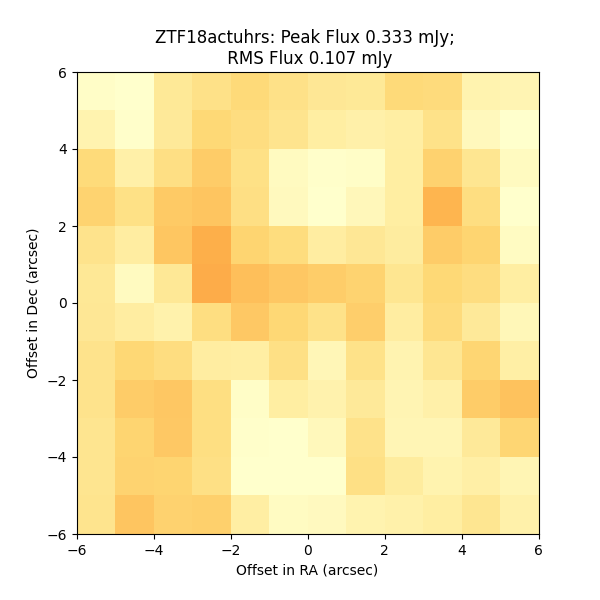 ZTF18actuhrs: Peak Flux 0.333 mJy;
RMS Flux 0.107 mJy
6
4
2
0
−2
−4
−6
Offset in Dec (arcsec)
−6 −4 −2 0 2 4 6
Offset in RA (arcsec)